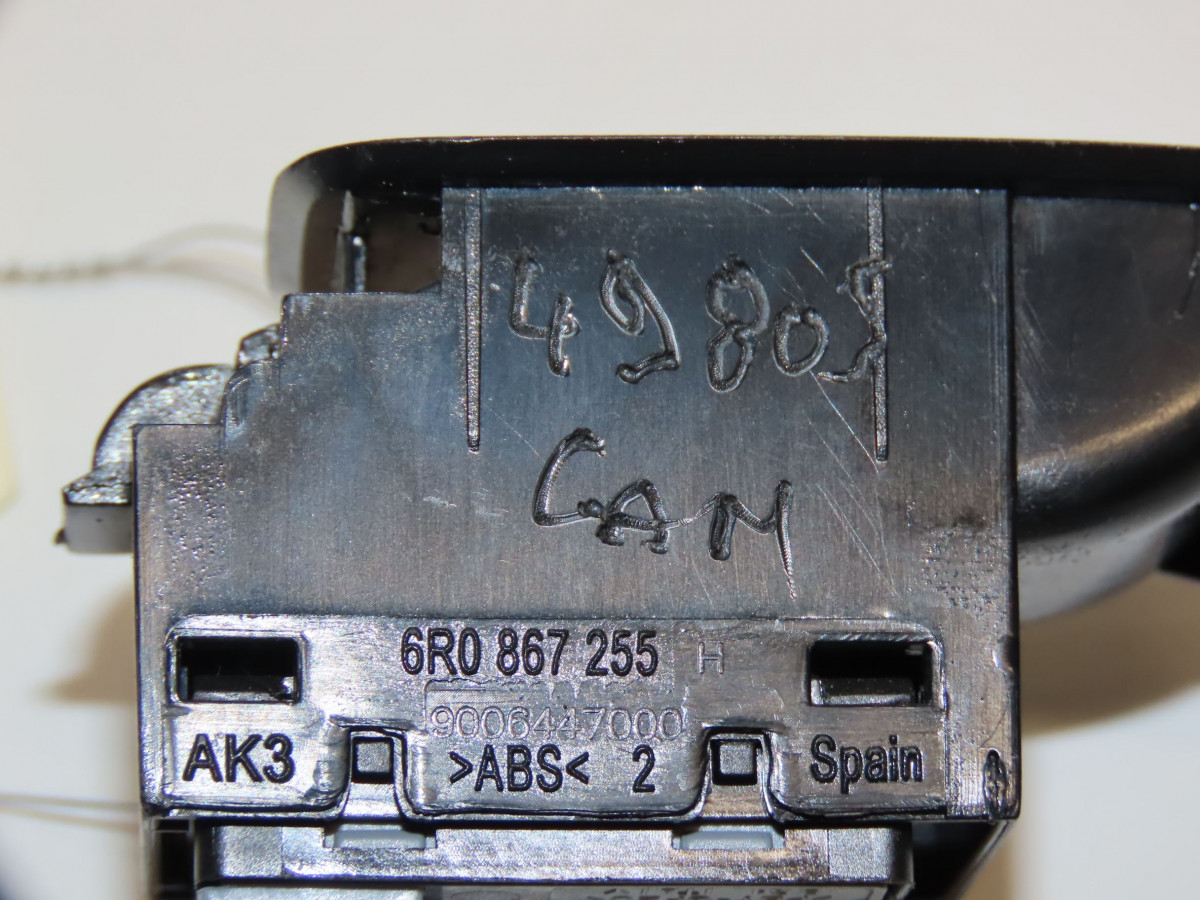 49805
CAM
6R0 867 255 H
9006447000
AK3 >ABS< 2 Spain